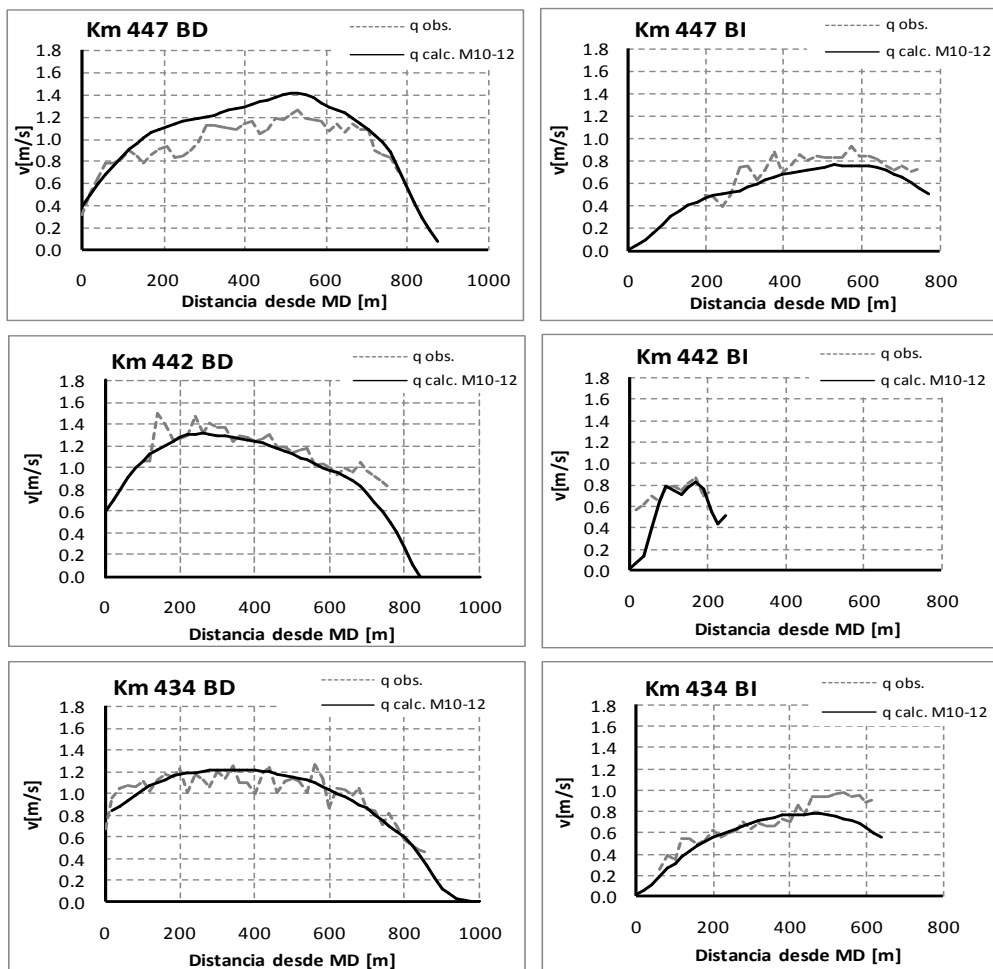 Km 447 BD
q obs.
q calc. M10-12
1.8
1.6
1.4
1.2
1.0
0.8
0.6
0.4
0.2
0.0
v[m/s]
0 200 400 600 800 1000
Distancia desde MD [m]
Km 447 BI
q obs.
q calc. M10-12
1.8
1.6
1.4
1.2
1.0
0.8
0.6
0.4
0.2
0.0
v[m/s]
0 200 400 600 800
Distancia desde MD [m]
Km 442 BD
q obs.
q calc. M10-12
1.8
1.6
1.4
1.2
1.0
0.8
0.6
0.4
0.2
0.0
v[m/s]
0 200 400 600 800 1000
Distancia desde MD [m]
Km 442 BI
q obs.
q calc. M10-12
1.8
1.6
1.4
1.2
1.0
0.8
0.6
0.4
0.2
0.0
v[m/s]
0 200 400 600 800
Distancia desde MD [m]
Km 434 BD
q obs.
q calc. M10-12
1.8
1.6
1.4
1.2
1.0
0.8
0.6
0.4
0.2
0.0
v[m/s]
0 200 400 600 800 1000
Distancia desde MD [m]
Km 434 BI
q obs.
q calc. M10-12
1.8
1.6
1.4
1.2
1.0
0.8
0.6
0.4
0.2
0.0
v[m/s]
0 200 400 600 800
Distancia desde MD [m]